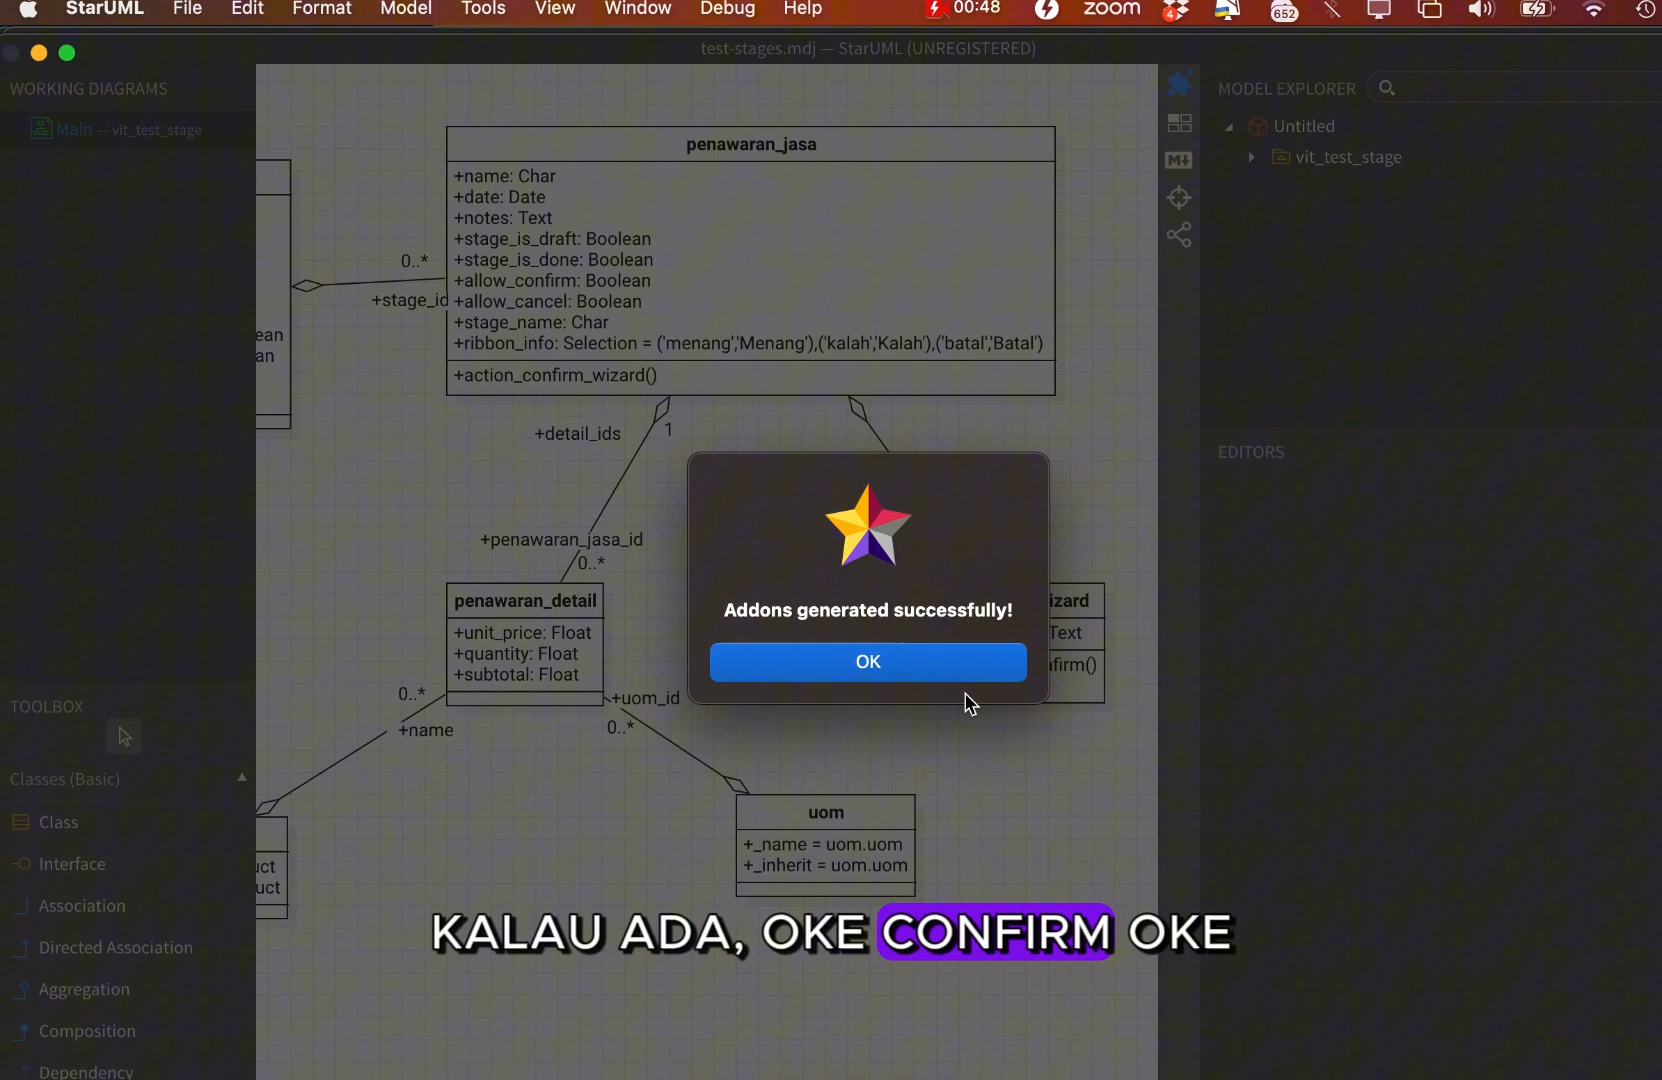 StarUML File Edit Format Model Tools View Window Debug Help 00:48 zoom 4 652
test-stages.mdj — StarUML (UNREGISTERED)
WORKING DIAGRAMS
Main — vit_test_stage
MODEL EXPLORER
Untitled
vit_test_stage
EDITORS
penawaran_jasa
+name: Char
+date: Date
+notes: Text
+stage_is_draft: Boolean
+stage_is_done: Boolean
+allow_confirm: Boolean
+allow_cancel: Boolean
+stage_name: Char
+ribbon_info: Selection = ('menang','Menang'),('kalah','Kalah'),('batal','Batal')
+action_confirm_wizard()
0..*
+stage_id
ean
an
+detail_ids
1
+penawaran_jasa_id
0..*
Addons generated successfully!
OK
penawaran_detail
+unit_price: Float
+quantity: Float
+subtotal: Float
izard
Text
nfirm()
0..*
+name
+uom_id
0..*
uom
+_name = uom.uom
+_inherit = uom.uom
uct
uct
TOOLBOX
Classes (Basic)
Class
Interface
Association
Directed Association
Aggregation
Composition
Dependency
KALAU ADA, OKE CONFIRM OKE